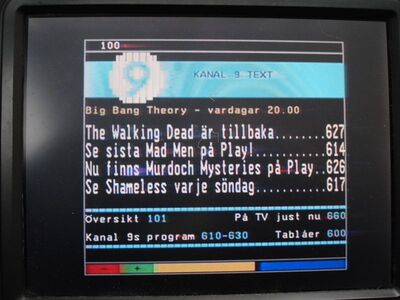 100
9
KANAL 9 TEXT
Big Bang Theory - vardagar 20.00
The Walking Dead är tillbaka........627
Se sista Mad Men på Play!...........614
Nu finns Murdoch Mysteries på Play..626
Se Shameless varje söndag...........617
Översikt 101 På TV just nu 660
Kanal 9s program 610-630 Tablåer 600
- +